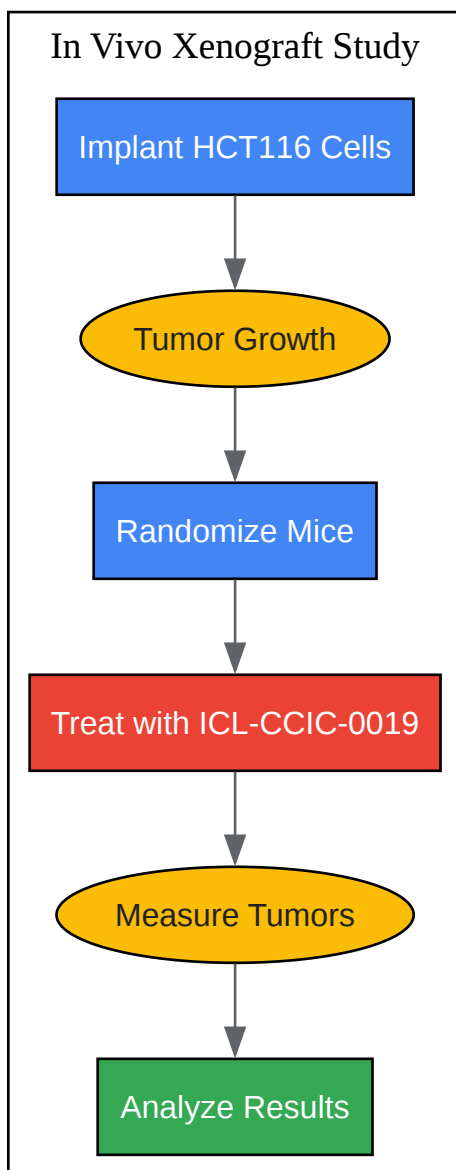 In Vivo Xenograft Study
Implant HCT116 Cells
Tumor Growth
Randomize Mice
Treat with ICL-CCIC-0019
Measure Tumors
Analyze Results